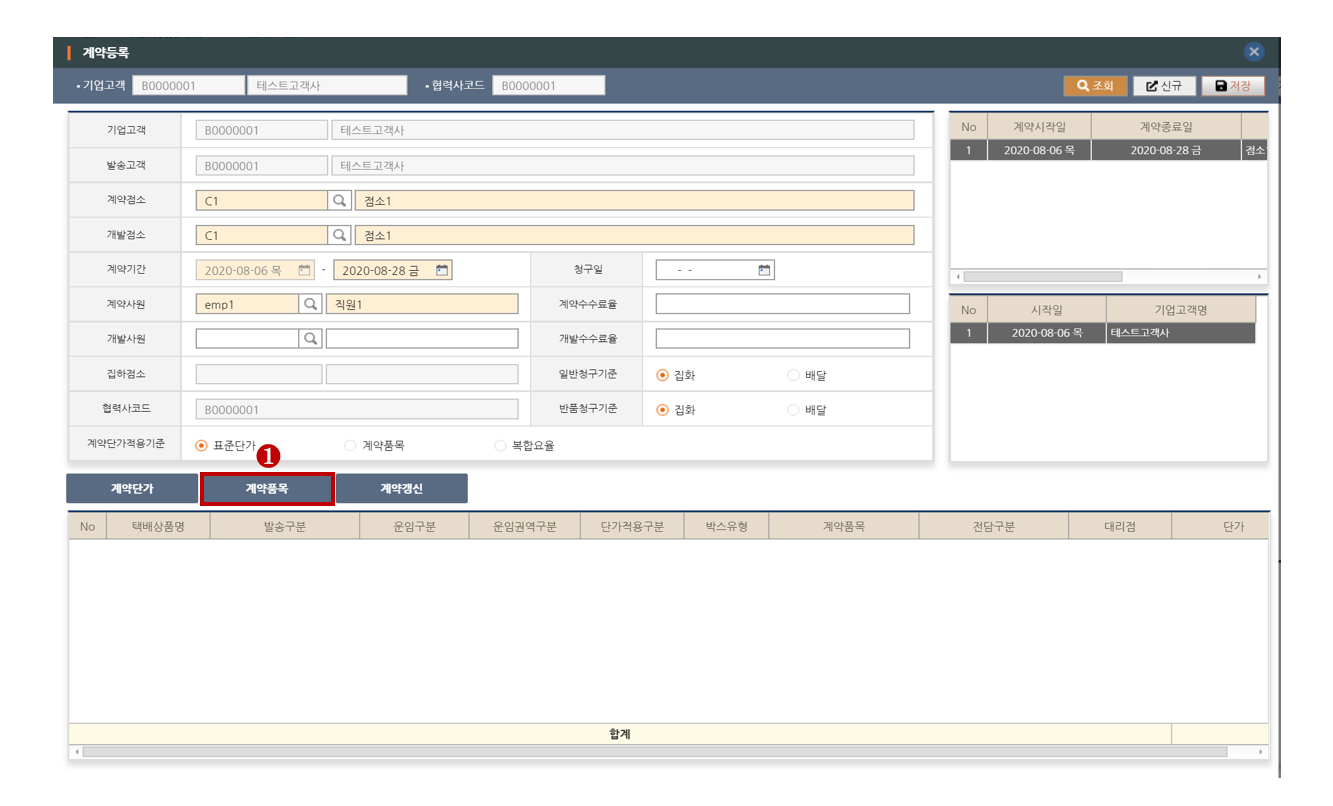 계약등록
기업고객 B0000001 테스트고객사 협력사코드 B0000001 조회 신규 저장
기업고객 B0000001 테스트고객사
발송고객 B0000001 테스트고객사
계약점소 C1 점소1
개발점소 C1 점소1
계약기간 2020-08-06 목 - 2020-08-28 금 청구일 - -
계약사원 emp1 직원1 계약수수료율
개발사원 개발수수료율
집하점소 일반청구기준 집화 배달
협력사코드 B0000001 반품청구기준 집화 배달
계약단가적용기준 표준단가 계약품목 복합요율
No 계약시작일 계약종료일
1 2020-08-06 목 2020-08-28 금 점소
No 시작일 기업고객명
1 2020-08-06 목 테스트고객사
1
계약단가 계약품목 계약갱신
No 택배상품명 발송구분 운임구분 운임권역구분 단가적용구분 박스유형 계약품목 전담구분 대리점 단가
합계